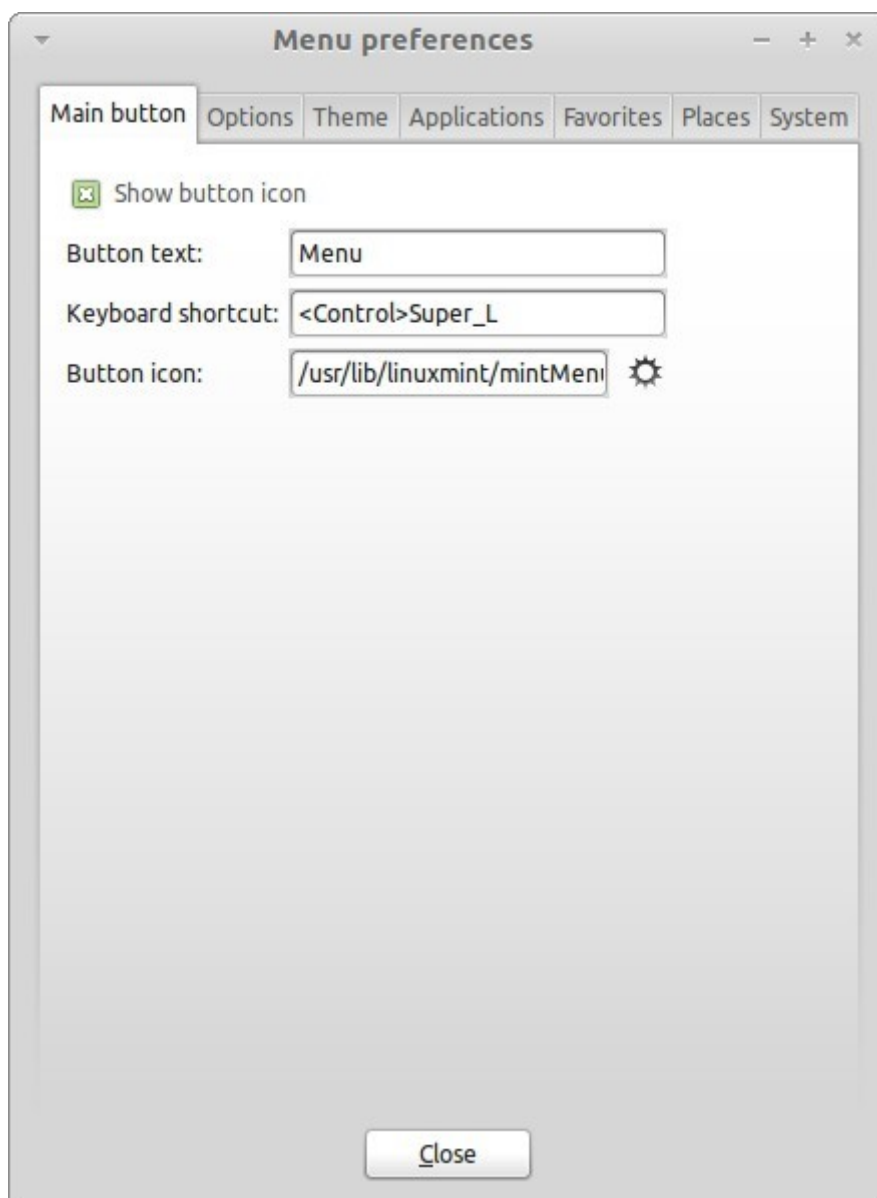 Menu preferences
Main button Options Theme Applications Favorites Places System
Show button icon
Button text: Menu
Keyboard shortcut: <Control>Super_L
Button icon: /usr/lib/linuxmint/mintMenu
Close